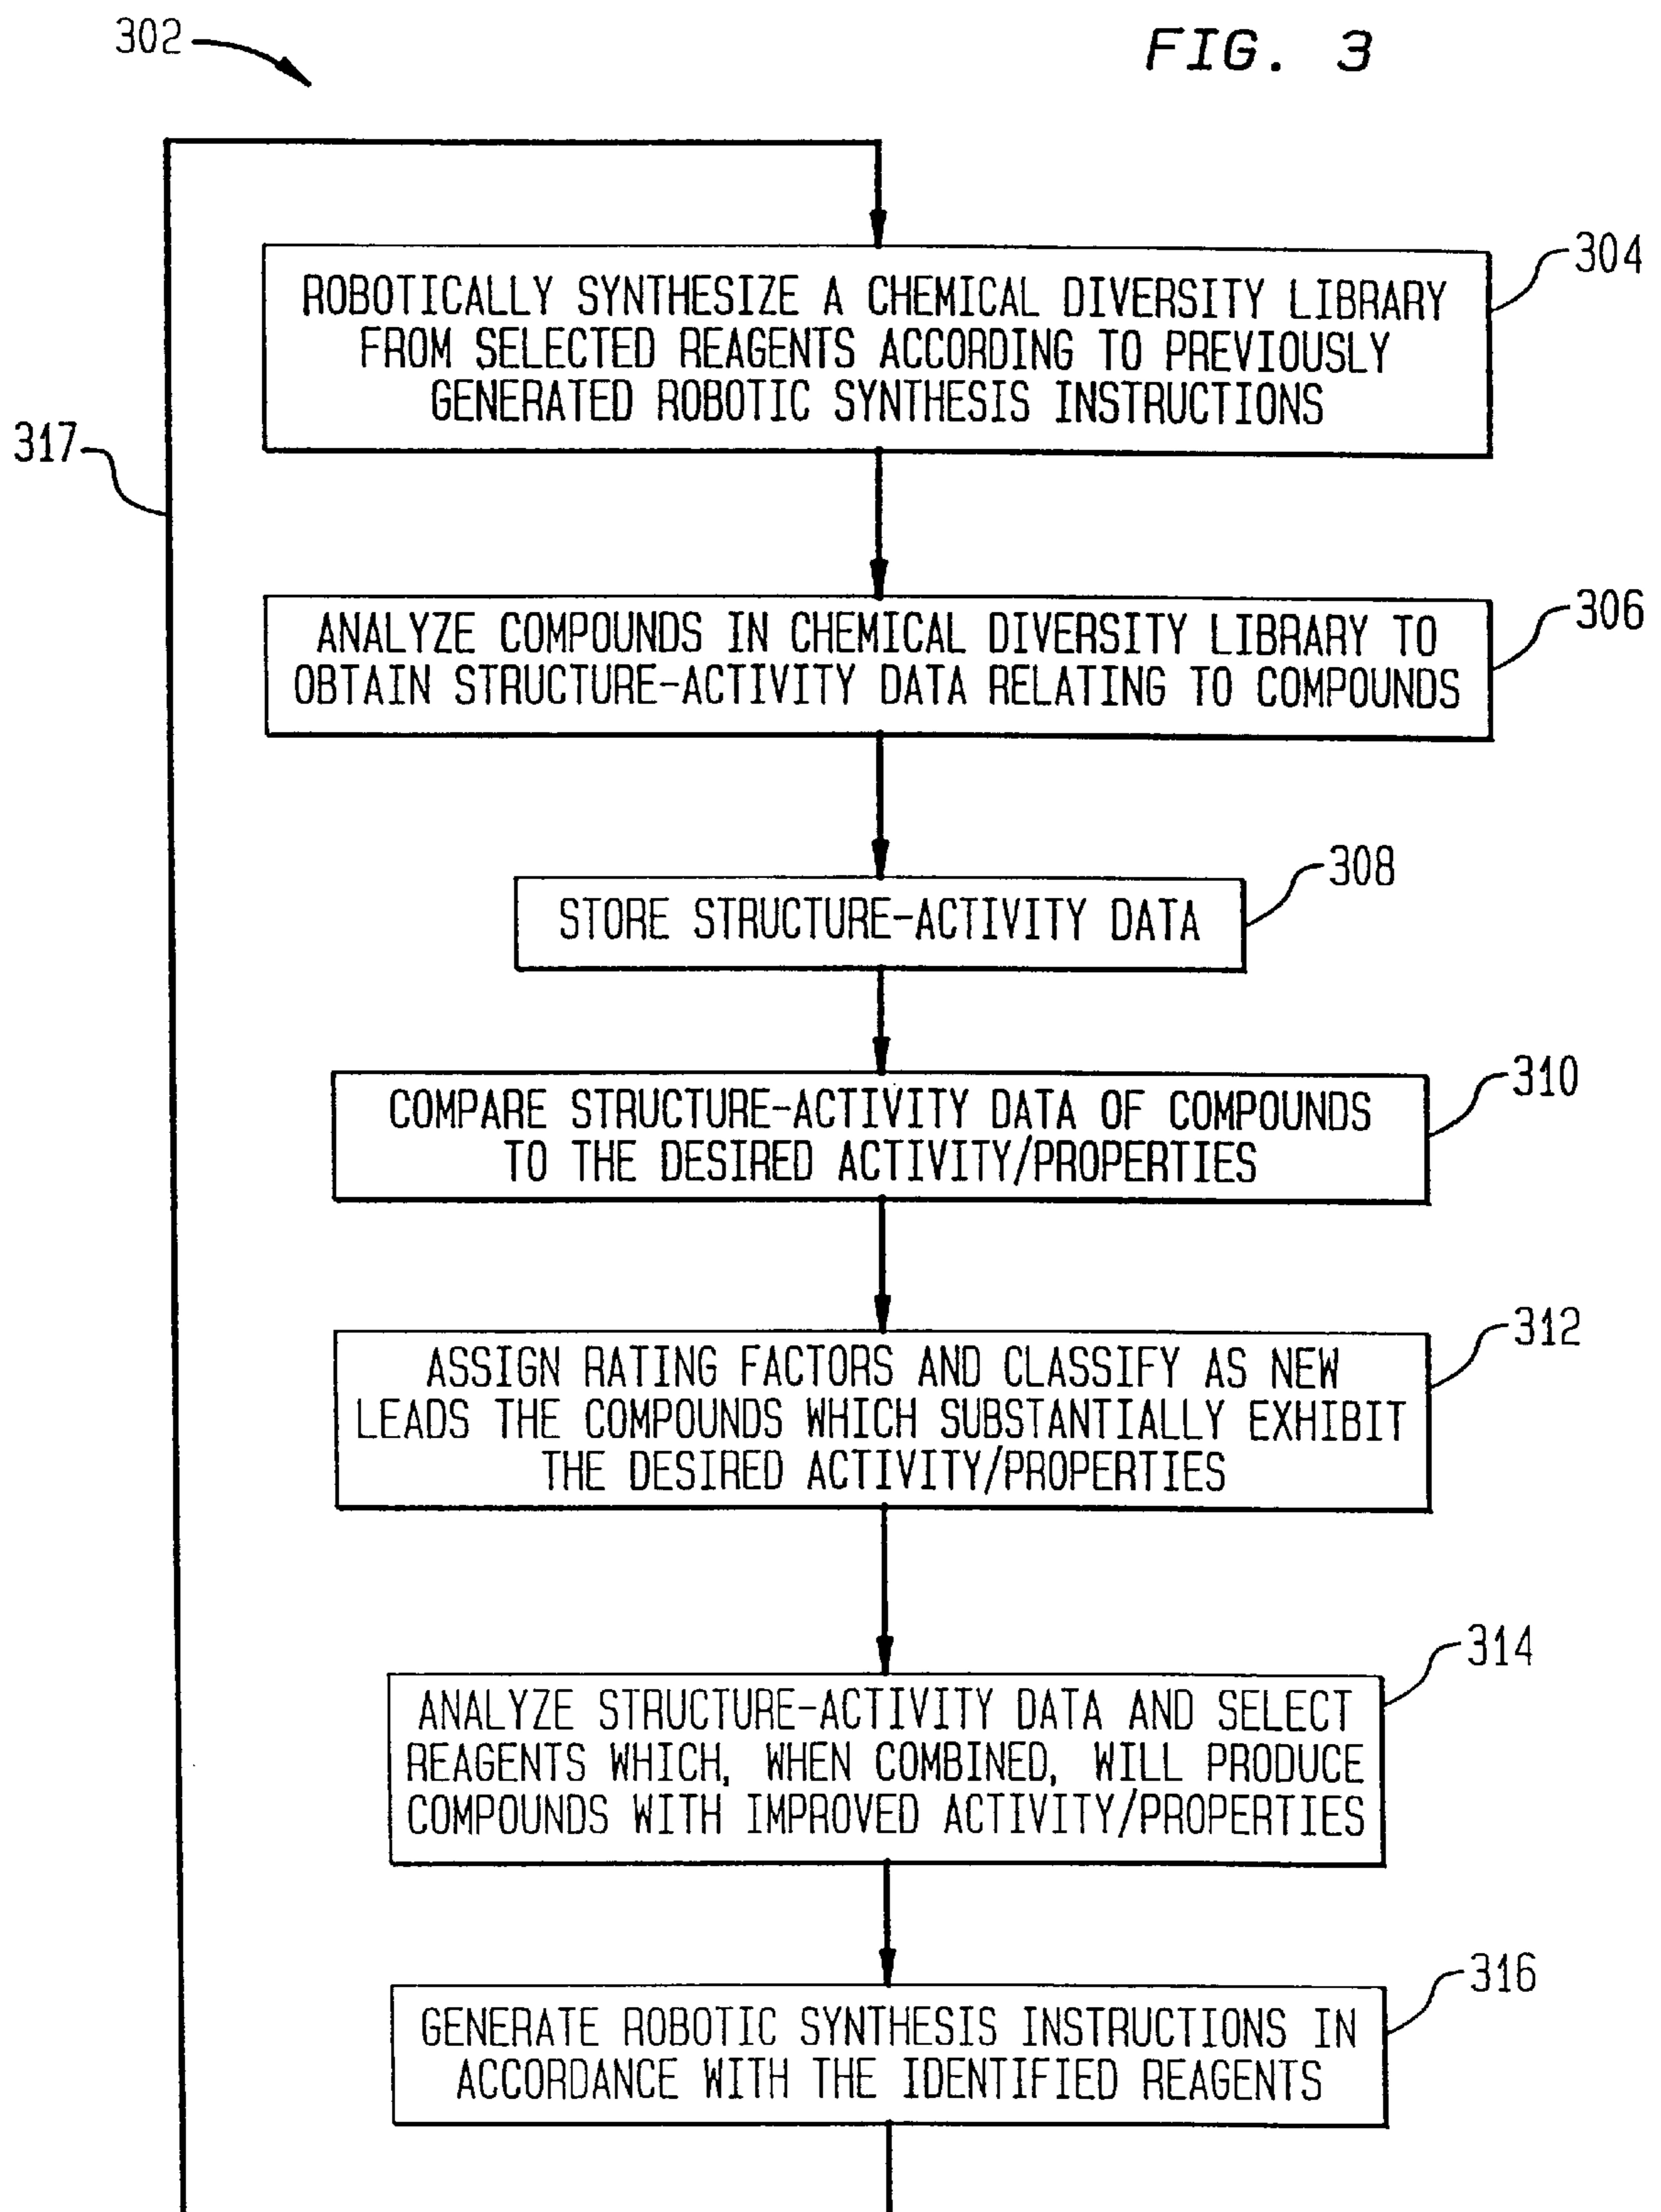 302
FIG. 3
304
ROBOTICALLY SYNTHESIZE A CHEMICAL DIVERSITY LIBRARY
FROM SELECTED REAGENTS ACCORDING TO PREVIOUSLY
GENERATED ROBOTIC SYNTHESIS INSTRUCTIONS
317
306
ANALYZE COMPOUNDS IN CHEMICAL DIVERSITY LIBRARY TO
OBTAIN STRUCTURE-ACTIVITY DATA RELATING TO COMPOUNDS
308
STORE STRUCTURE-ACTIVITY DATA
310
COMPARE STRUCTURE-ACTIVITY DATA OF COMPOUNDS
TO THE DESIRED ACTIVITY/PROPERTIES
312
ASSIGN RATING FACTORS AND CLASSIFY AS NEW
LEADS THE COMPOUNDS WHICH SUBSTANTIALLY EXHIBIT
THE DESIRED ACTIVITY/PROPERTIES
314
ANALYZE STRUCTURE-ACTIVITY DATA AND SELECT
REAGENTS WHICH, WHEN COMBINED, WILL PRODUCE
COMPOUNDS WITH IMPROVED ACTIVITY/PROPERTIES
316
GENERATE ROBOTIC SYNTHESIS INSTRUCTIONS IN
ACCORDANCE WITH THE IDENTIFIED REAGENTS